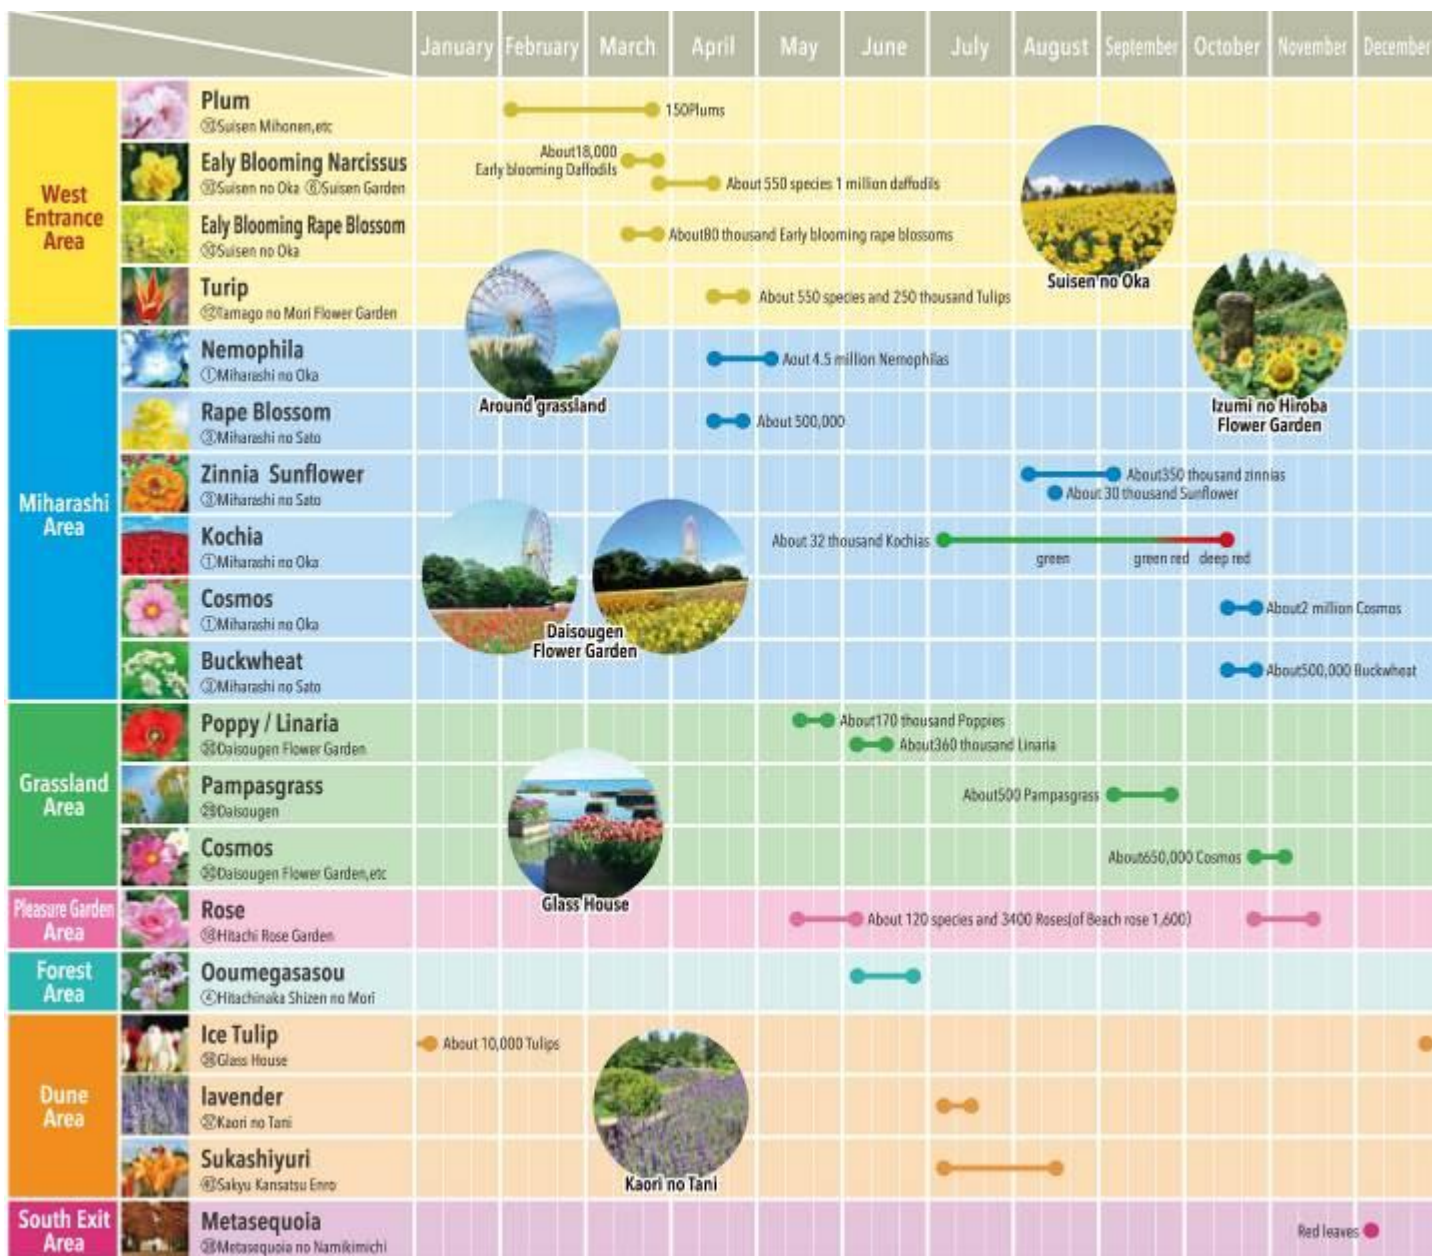 January February March April May June July August September October November December
West
Entrance
Area
Plum
Suisen Mihonen,etc
150Plums
Ealy Blooming Narcissus
Suisen no Oka ⑥Suisen Garden
About18,000
Early blooming Daffodils
About 550 species 1 million daffodils
Ealy Blooming Rape Blossom
Suisen no Oka
About80 thousand Early blooming rape blossoms
Turip
⑫Tamago no Mori Flower Garden
About 550 species and 250 thousand Tulips
Suisen no Oka
Around grassland
Izumi no Hiroba
Flower Garden
Miharashi
Area
Nemophila
①Miharashi no Oka
Aout 4.5 million Nemophilas
Rape Blossom
③Miharashi no Sato
About 500,000
Zinnia Sunflower
③Miharashi no Sato
About350 thousand zinnias
About 30 thousand Sunflower
Kochia
①Miharashi no Oka
About 32 thousand Kochias
green green red deep red
Cosmos
①Miharashi no Oka
About2 million Cosmos
Daisougen
Flower Garden
Buckwheat
③Miharashi no Sato
About500,000 Buckwheat
Grassland
Area
Poppy / Linaria
Daisougen Flower Garden
About170 thousand Poppies
About360 thousand Linaria
Pampasgrass
Daisougen
About500 Pampasgrass
Cosmos
Daisougen Flower Garden,etc
About650,000 Cosmos
Glass House
Pleasure Garden
Area
Rose
Hitachi Rose Garden
About 120 species and 3400 Roses(of Beach rose 1,600)
Forest
Area
Ooumegasasou
④Hitachinaka Shizen no Mori
Dune
Area
Ice Tulip
Glass House
About 10,000 Tulips
lavender
Kaori no Tani
Sukashiyuri
Sakyu Kansatsu Enro
Kaori no Tani
South Exit
Area
Metasequoia
Metasequoia no Namikimichi
Red leaves